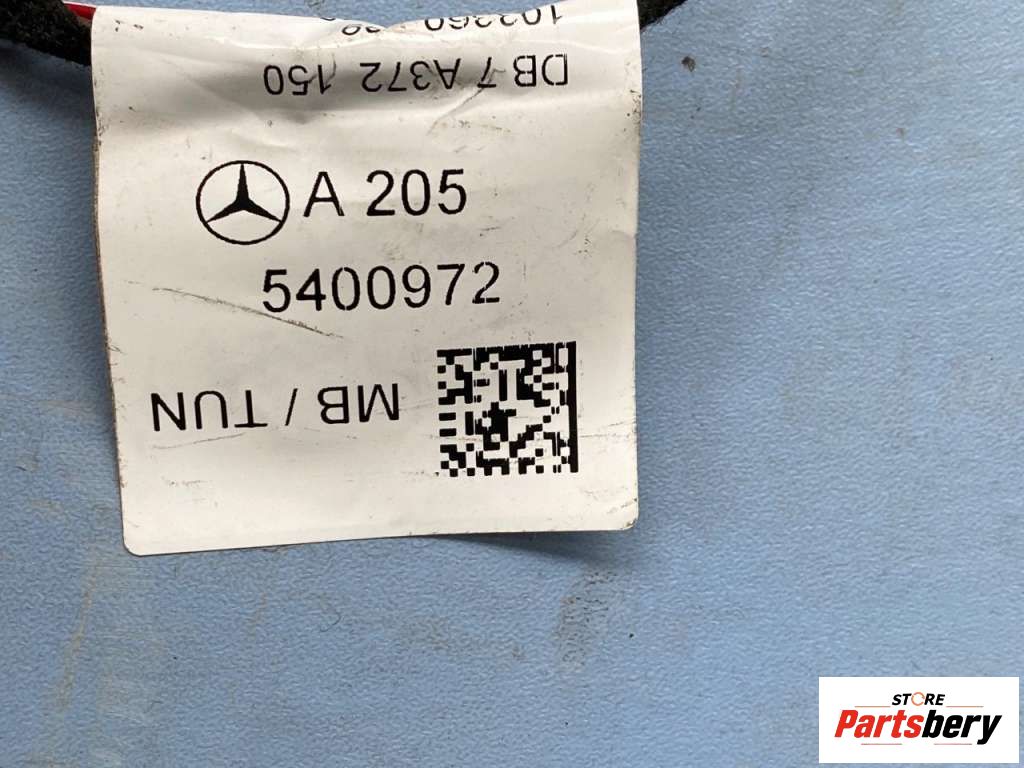 DB 7 A372 150
A 205
5400972
MB / TUN
STORE
Partsbery